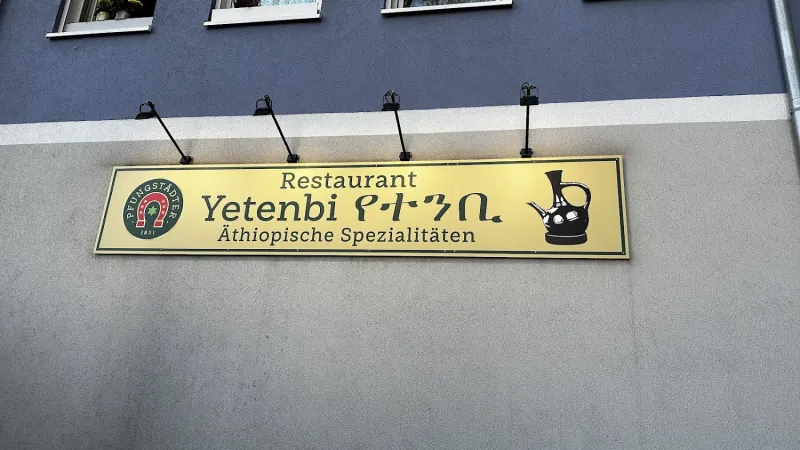 Restaurant
Yetenbi የተንቢ
Äthiopische Spezialitäten
PFUNGSTÄDTER
1831